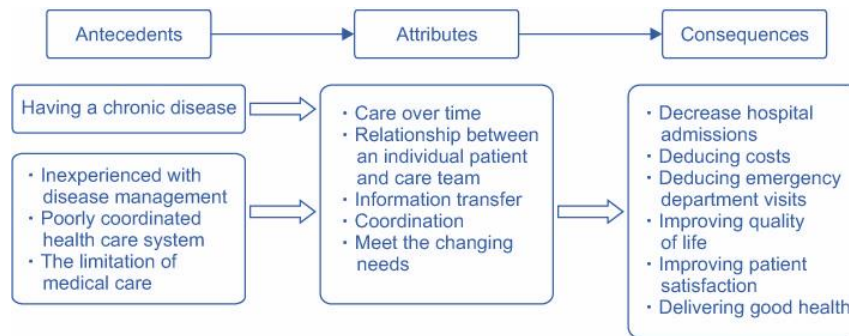 Antecedents
Attributes
Consequences
Having a chronic disease
· Inexperienced with
disease management
· Poorly coordinated
health care system
· The limitation of
medical care
· Care over time
· Relationship between
an individual patient
and care team
· Information transfer
· Coordination
· Meet the changing
needs
· Decrease hospital
admissions
· Deducing costs
· Deducing emergency
department visits
· Improving quality
of life
· Improving patient
satisfaction
· Delivering good health